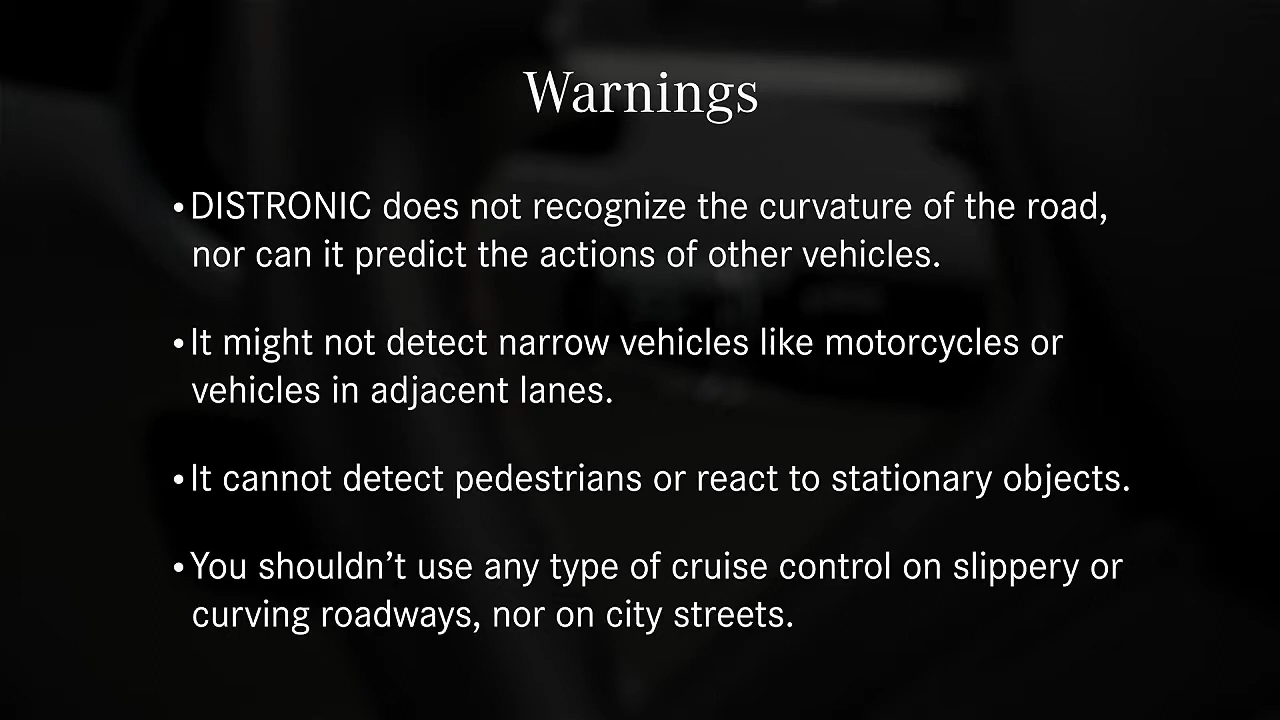 Warnings
•DISTRONIC does not recognize the curvature of the road,
nor can it predict the actions of other vehicles.
•It might not detect narrow vehicles like motorcycles or
vehicles in adjacent lanes.
•It cannot detect pedestrians or react to stationary objects.
•You shouldn’t use any type of cruise control on slippery or
curving roadways, nor on city streets.